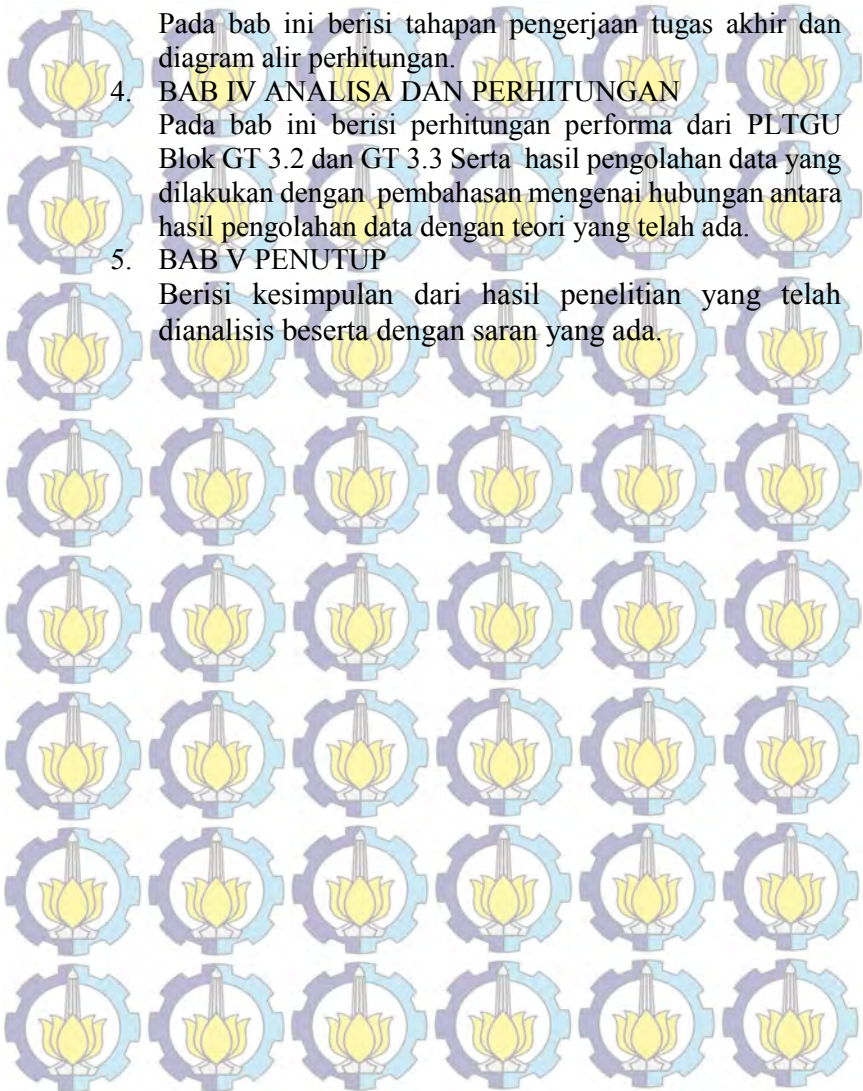 Pada bab ini berisi tahapan pengerjaan tugas akhir dan
diagram alir perhitungan.
4. BAB IV ANALISA DAN PERHITUNGAN
Pada bab ini berisi perhitungan performa dari PLTGU
Blok GT 3.2 dan GT 3.3 Serta hasil pengolahan data yang
dilakukan dengan pembahasan mengenai hubungan antara
hasil pengolahan data dengan teori yang telah ada.
5. BAB V PENUTUP
Berisi kesimpulan dari hasil penelitian yang telah
dianalisis beserta dengan saran yang ada.